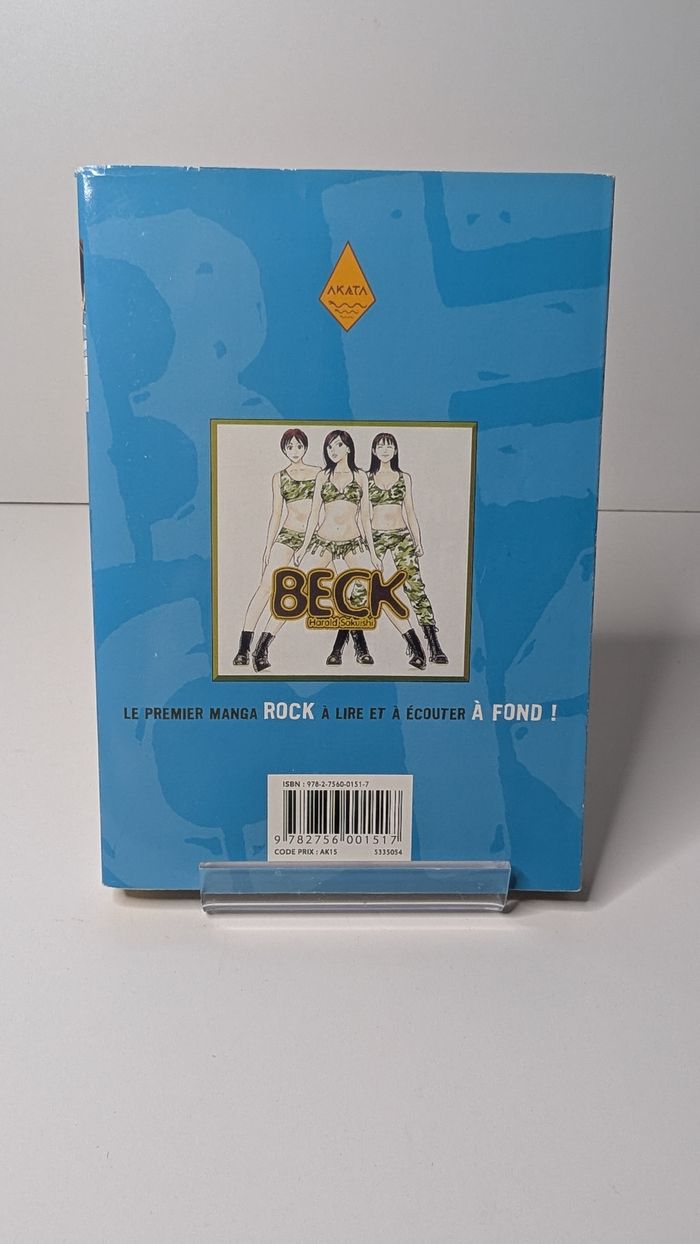 AKATA
BECK
Harold Sakuishi
LE PREMIER MANGA ROCK À LIRE ET À ÉCOUTER À FOND !
ISBN : 978-2-7560-0151-7
9 782756 001517
CODE PRIX : AK15 5335054